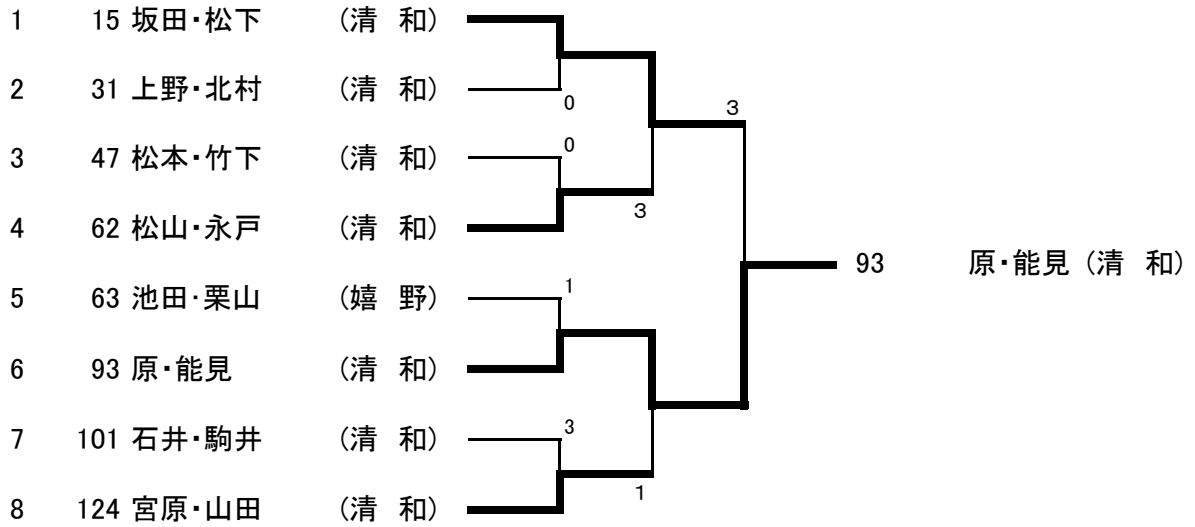 1 15 坂田・松下 (清 和)
3
2 31 上野・北村 (清 和)
0
0
3 47 松本・竹下 (清 和)
3
4 62 松山・永戸 (清 和)
93 原・能見 (清 和)
5 63 池田・栗山 (嬉 野)
1
6 93 原・能見 (清 和)
3
7 101 石井・駒井 (清 和)
1
8 124 宮原・山田 (清 和)